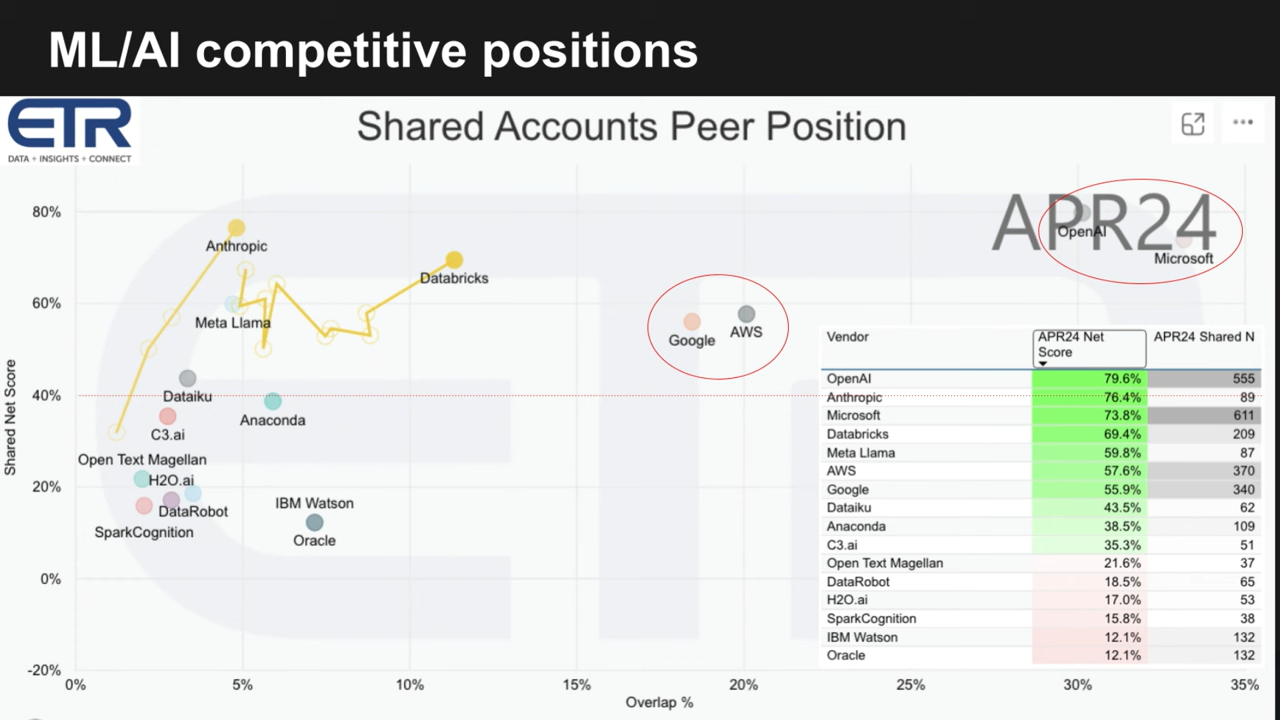 ML/AI competitive positions
ETR
DATA + INSIGHTS + CONNECT
Shared Accounts Peer Position
APR24
Shared Net Score
80%
60%
40%
20%
0%
-20%
Anthropic
Databricks
Meta Llama
Dataiku
Anaconda
C3.ai
Open Text Magellan
H2O.ai
DataRobot
SparkCognition
IBM Watson
Oracle
Google
AWS
OpenAI
Microsoft
Vendor APR24 Net Score APR24 Shared N
OpenAI 79.6% 555
Anthropic 76.4% 89
Microsoft 73.8% 611
Databricks 69.4% 209
Meta Llama 59.8% 87
AWS 57.6% 370
Google 55.9% 340
Dataiku 43.5% 62
Anaconda 38.5% 109
C3.ai 35.3% 51
Open Text Magellan 21.6% 37
DataRobot 18.5% 65
H2O.ai 17.0% 53
SparkCognition 15.8% 38
IBM Watson 12.1% 132
Oracle 12.1% 132
0% 5% 10% 15% 20% 25% 30% 35%
Overlap %